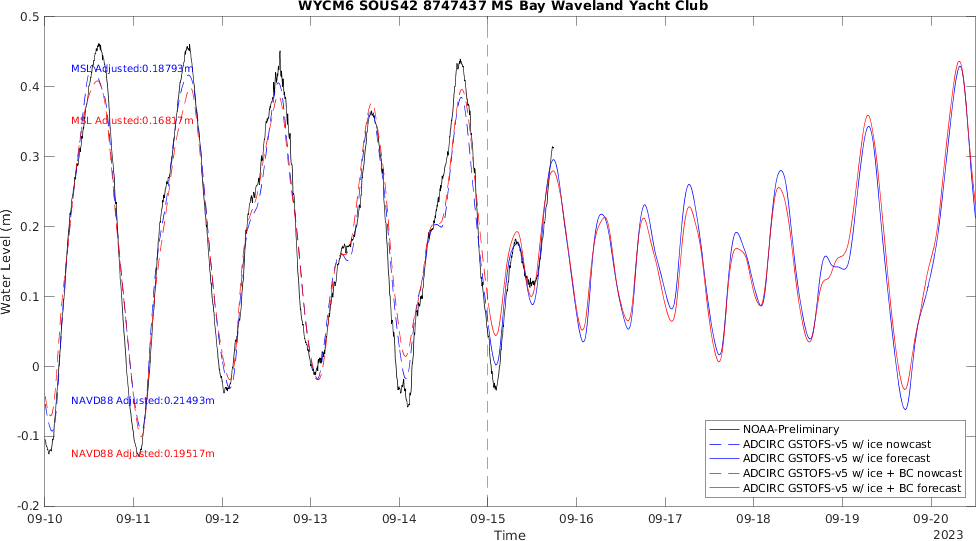 WYCM6 SOUS42 8747437 MS Bay Waveland Yacht Club
0.5
0.4
0.3
0.2
0.1
0
-0.1
-0.2
Water Level (m)
MSL Adjusted:0.18793m
MSL Adjusted:0.16817m
NAVD88 Adjusted:0.21493m
NAVD88 Adjusted:0.19517m
NOAA-Preliminary
ADCIRC GSTOFS-v5 w/ ice nowcast
ADCIRC GSTOFS-v5 w/ ice forecast
ADCIRC GSTOFS-v5 w/ ice + BC nowcast
ADCIRC GSTOFS-v5 w/ ice + BC forecast
09-10 09-11 09-12 09-13 09-14 09-15 09-16 09-17 09-18 09-19 09-20
Time
2023